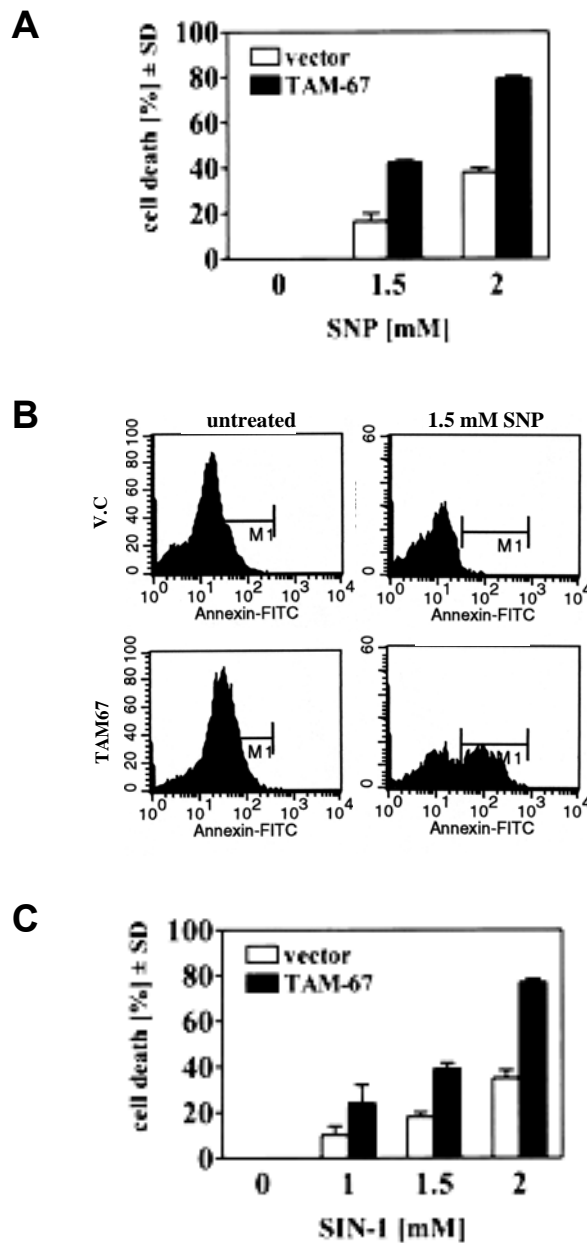 A
cell death [%] ± SD
100
80
60
40
20
0
vector
TAM-67
0 1.5 2
SNP [mM]
B
untreated 1.5 mM SNP
V.C
0 20 40 60 80 100
M1
10^0 10^1 10^2 10^3 10^4
Annexin-FITC
0 60
M1
10^0 10^1 10^2 10^3 10^4
Annexin-FITC
TAM67
0 20 40 60 80 100
M1
10^0 10^1 10^2 10^3 10^4
Annexin-FITC
0 60
M1
10^0 10^1 10^2 10^3 10^4
Annexin-FITC
C
cell death [%] ± SD
100
80
60
40
20
0
vector
TAM-67
0 1 1.5 2
SIN-1 [mM]